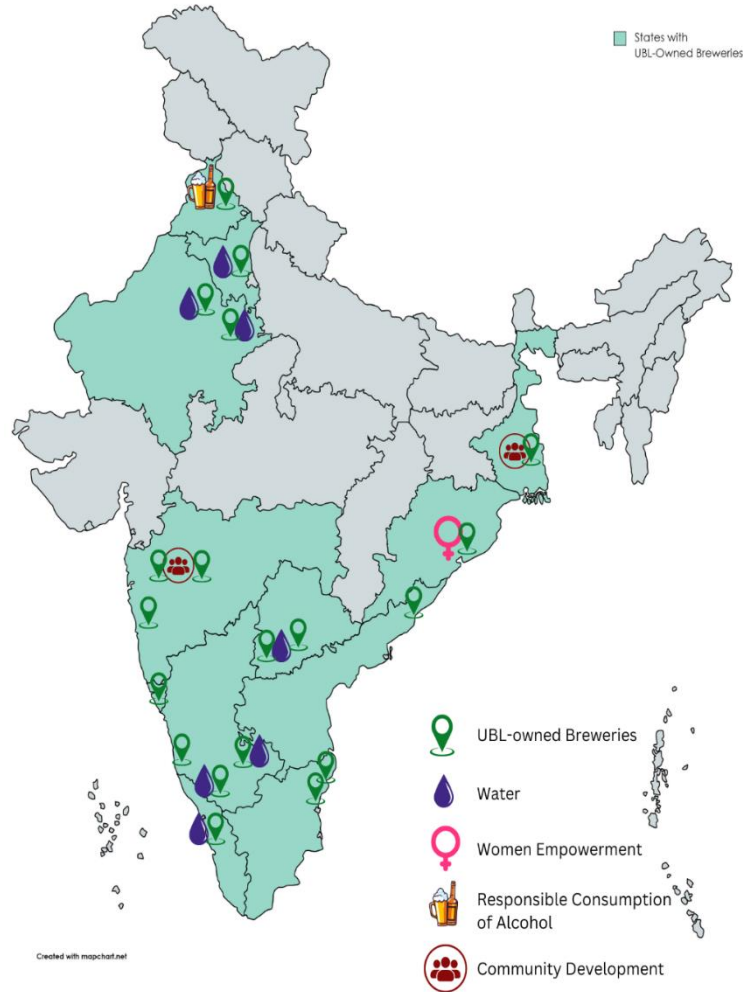 States with
UBL-Owned Breweries
UBL-owned Breweries
Water
Women Empowerment
Responsible Consumption
of Alcohol
Community Development
Created with mapchart.net